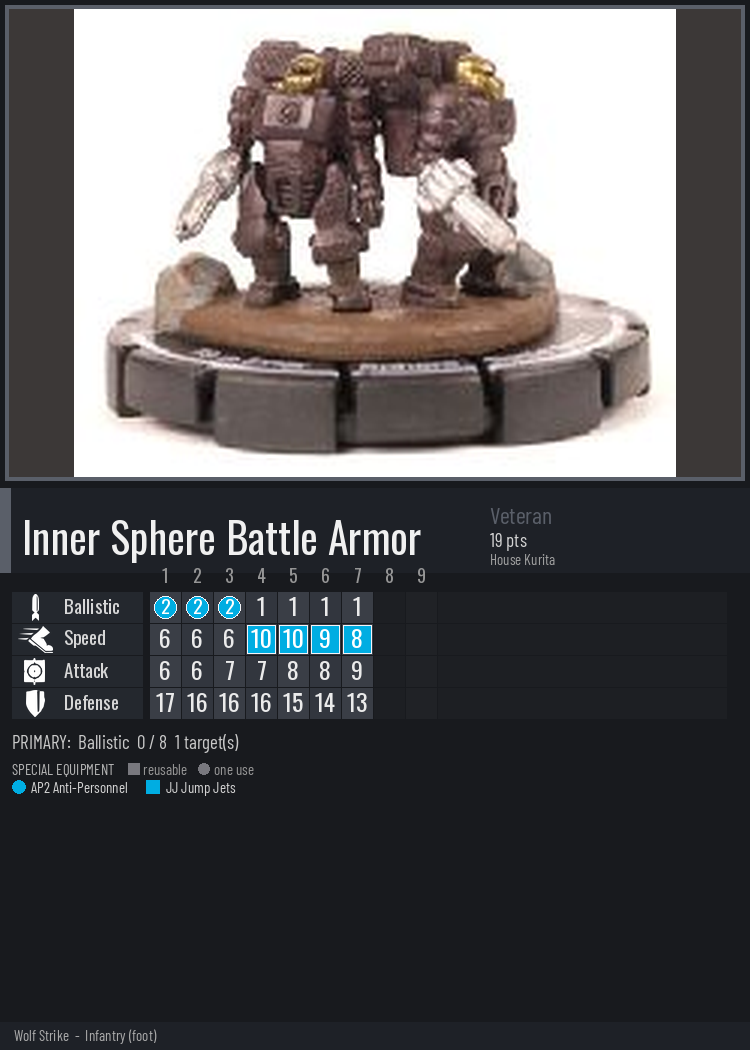 Inner Sphere Battle Armor
Veteran
19 pts
House Kurita
1 2 3 4 5 6 7 8 9
Ballistic 2 2 2 1 1 1 1
Speed 6 6 6 10 10 9 8
Attack 6 6 7 7 8 8 9
Defense 17 16 16 16 15 14 13
PRIMARY: Ballistic 0 / 8 1 target(s)
SPECIAL EQUIPMENT reusable one use
AP2 Anti-Personnel JJ Jump Jets
Wolf Strike - Infantry (foot)